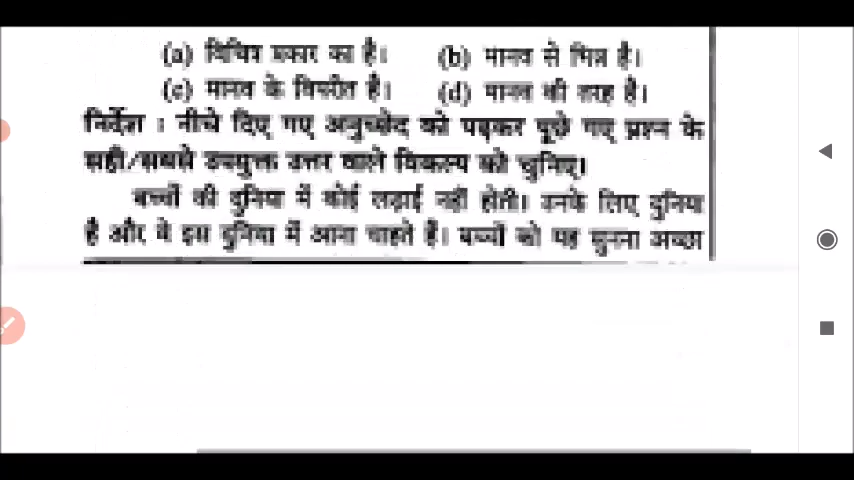 (a) विचित्र प्रकार का है। (b) मानव से भिन्न है।
(c) मानव के विपरीत है। (d) मानव की तरह है।
निर्देश : नीचे दिए गए अनुच्छेद को पढ़कर पूछे गए प्रश्न के
सही/सबसे उपयुक्त उत्तर वाले विकल्प को चुनिए।
बच्चों की दुनिया में कोई लड़ाई नहीं होती। उनके लिए दुनिया
है और वे इस दुनिया में आना चाहते हैं। बच्चों को यह सुनना अच्छा